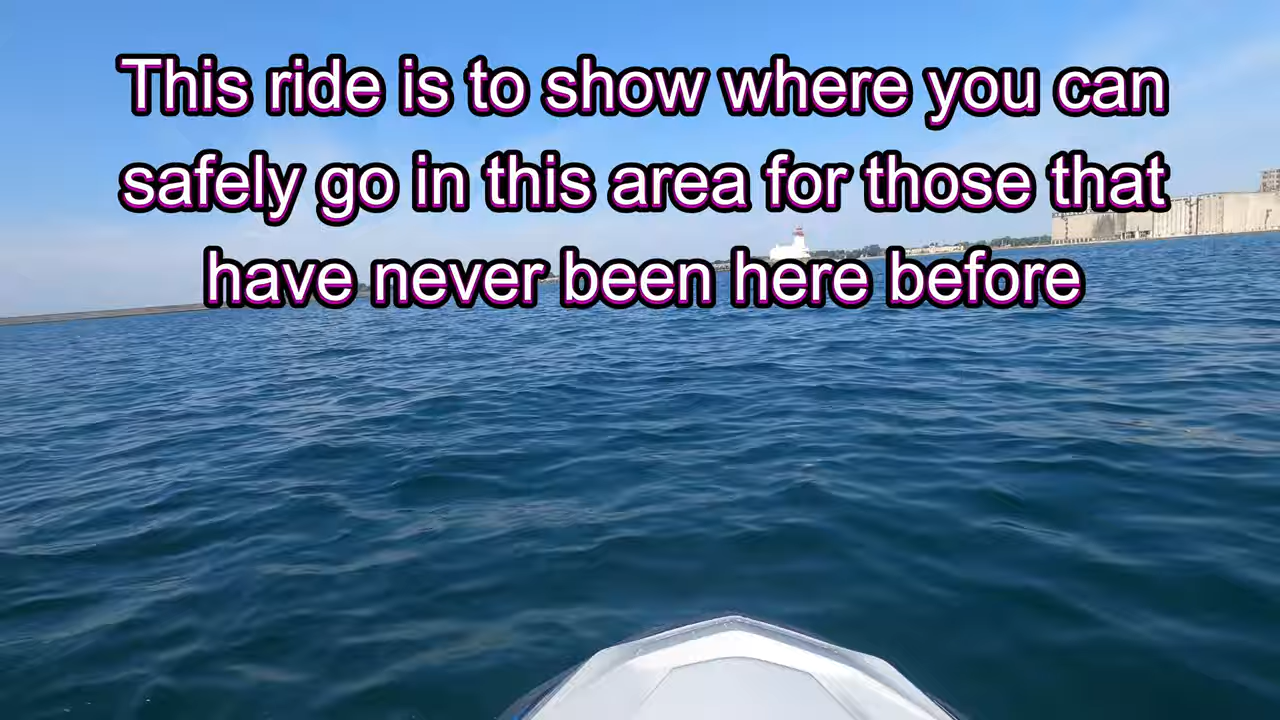 This ride is to show where you can
safely go in this area for those that
have never been here before